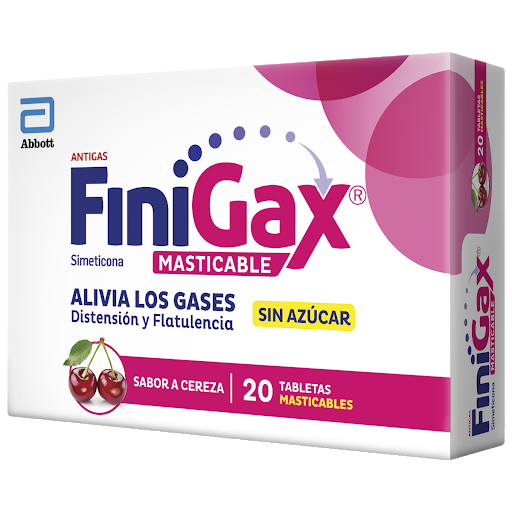 Abbott
ANTIGAS
FiniGax®
Simeticona
MASTICABLE
ALIVIA LOS GASES
Distensión y Flatulencia
SIN AZÚCAR
SABOR A CEREZA
20 TABLETAS
MASTICABLES
20 TABLETAS
MASTICABLES
FiniGax
MASTICABLE
Simeticona